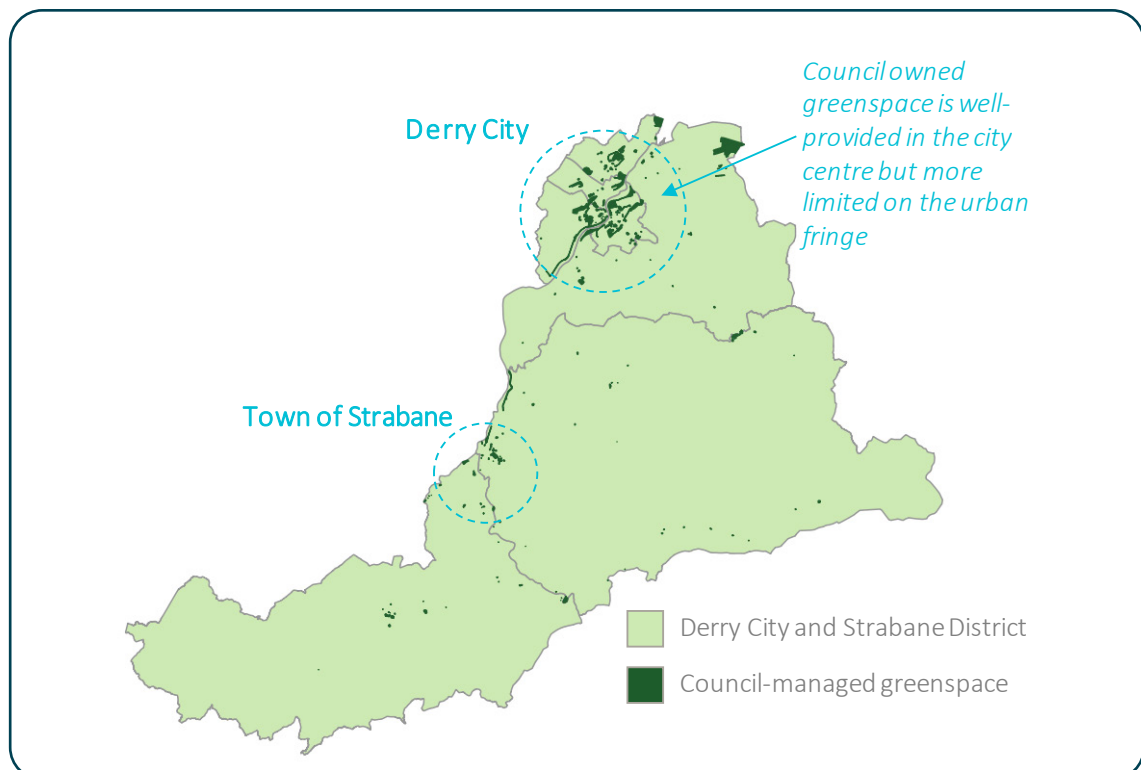 Derry City
Council owned
greenspace is well-
provided in the city
centre but more
limited on the urban
fringe
Town of Strabane
Derry City and Strabane District
Council-managed greenspace